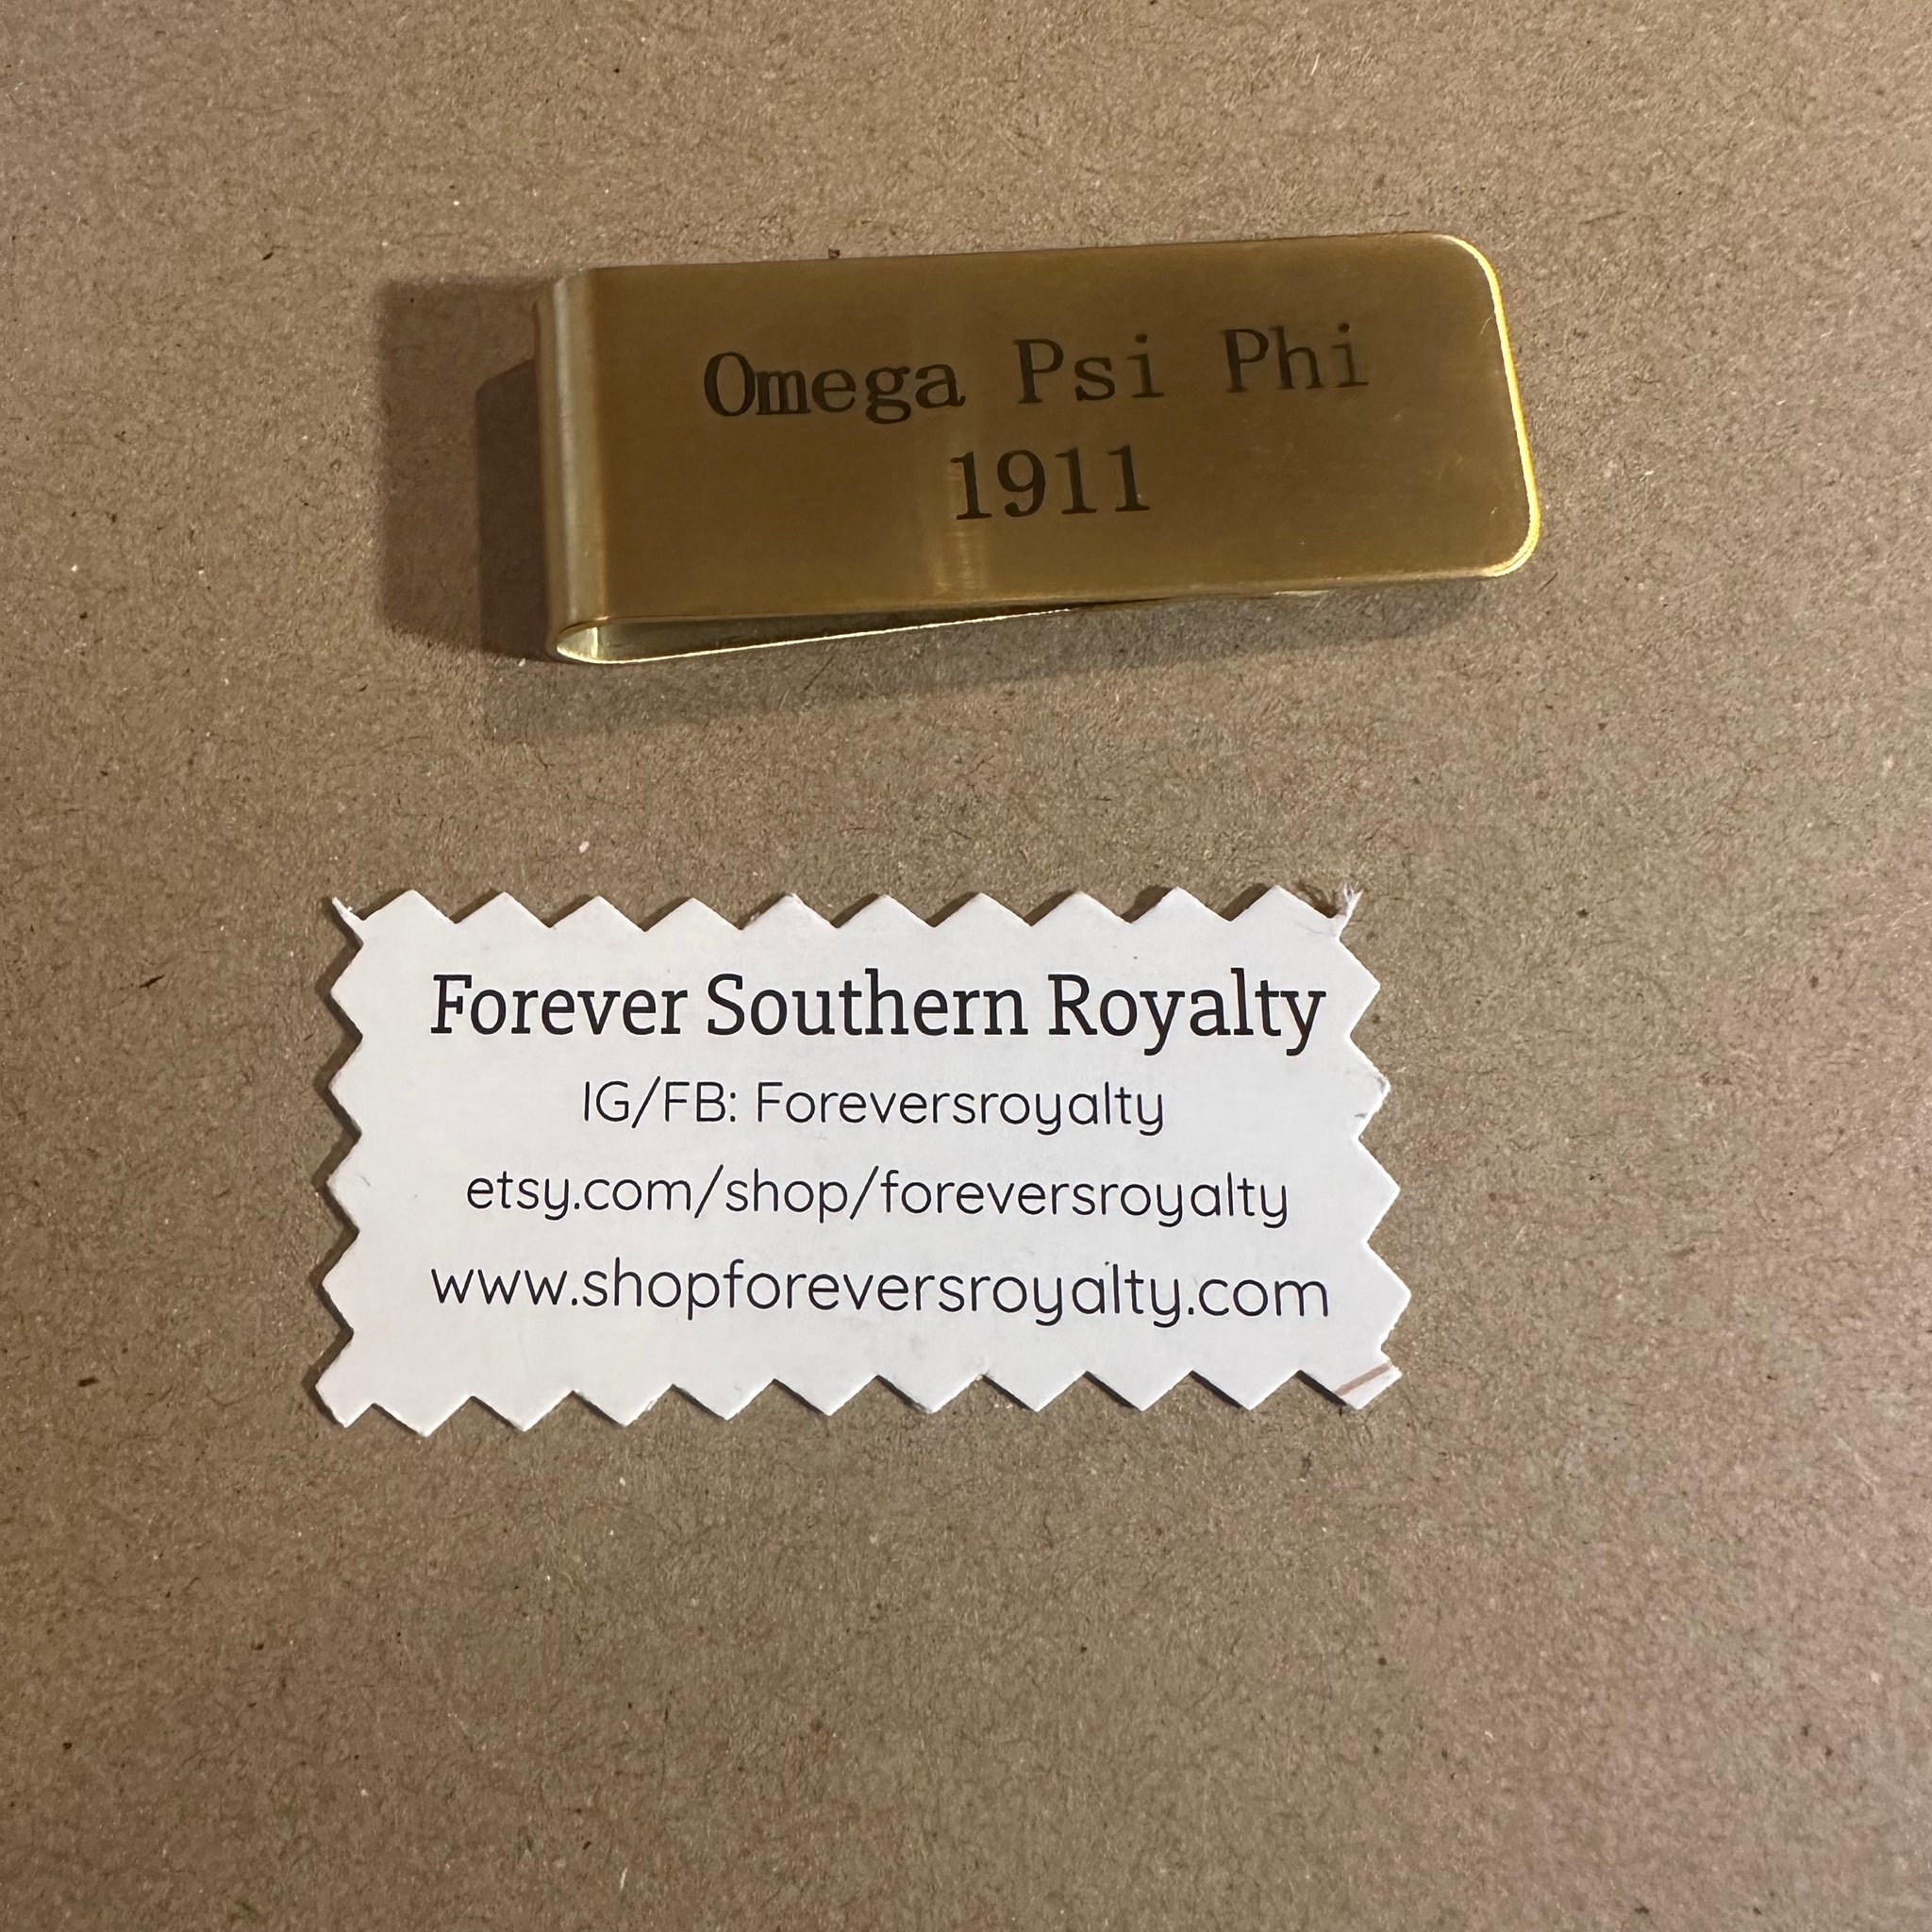 Omega Psi Phi
1911
Forever Southern Royalty
IG/FB: Foreversroyalty
etsy.com/shop/foreversroyalty
www.shopforeversroyalty.com